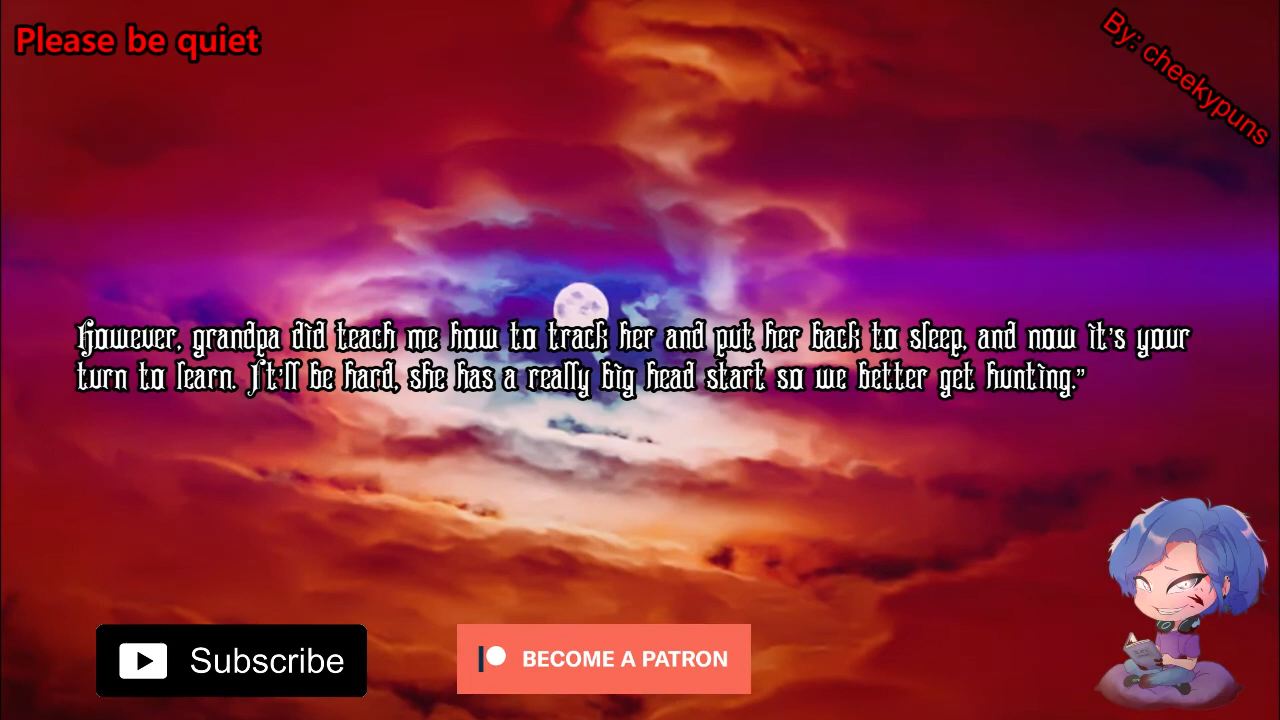 Please be quiet
By: cheekypuns
However, grandpa did teach me how to track her and put her back to sleep, and now it's your
turn to learn. It'll be hard, she has a really big head start so we better get hunting.”
Subscribe
BECOME A PATRON